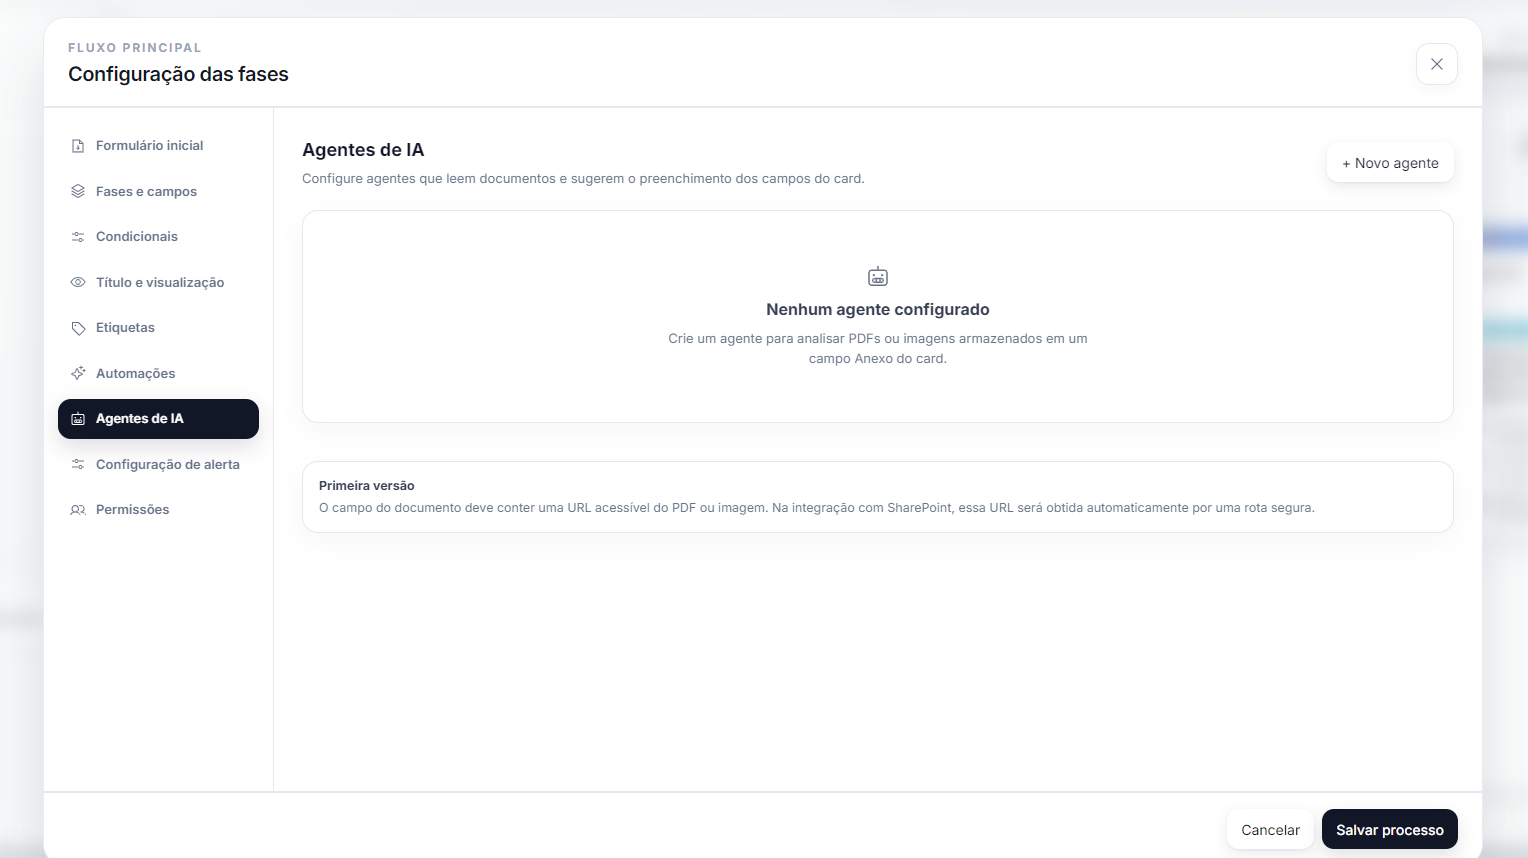 FLUXO PRINCIPAL
Configuração das fases
Formulário inicial
Fases e campos
Condicionais
Título e visualização
Etiquetas
Automações
Agentes de IA
Configuração de alerta
Permissões
Agentes de IA
Configure agentes que leem documentos e sugerem o preenchimento dos campos do card.
+ Novo agente
Nenhum agente configurado
Crie um agente para analisar PDFs ou imagens armazenados em um
campo Anexo do card.
Primeira versão
O campo do documento deve conter uma URL acessível do PDF ou imagem. Na integração com SharePoint, essa URL será obtida automaticamente por uma rota segura.
Cancelar
Salvar processo